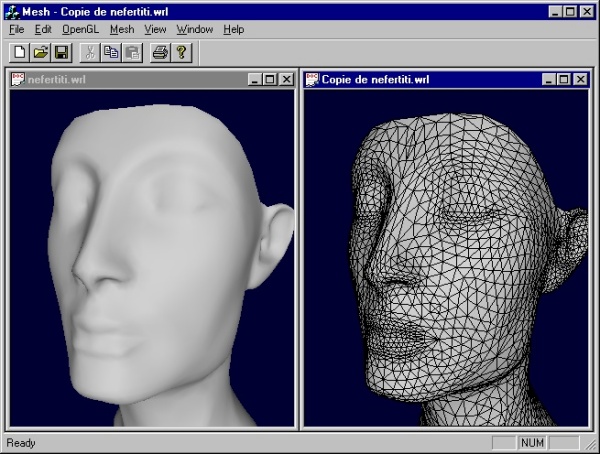 Mesh - Copie de nefertiti.wrl
File Edit OpenGL Mesh View Window Help
nefertiti.wrl
Copie de nefertiti.wrl
Ready
NUM